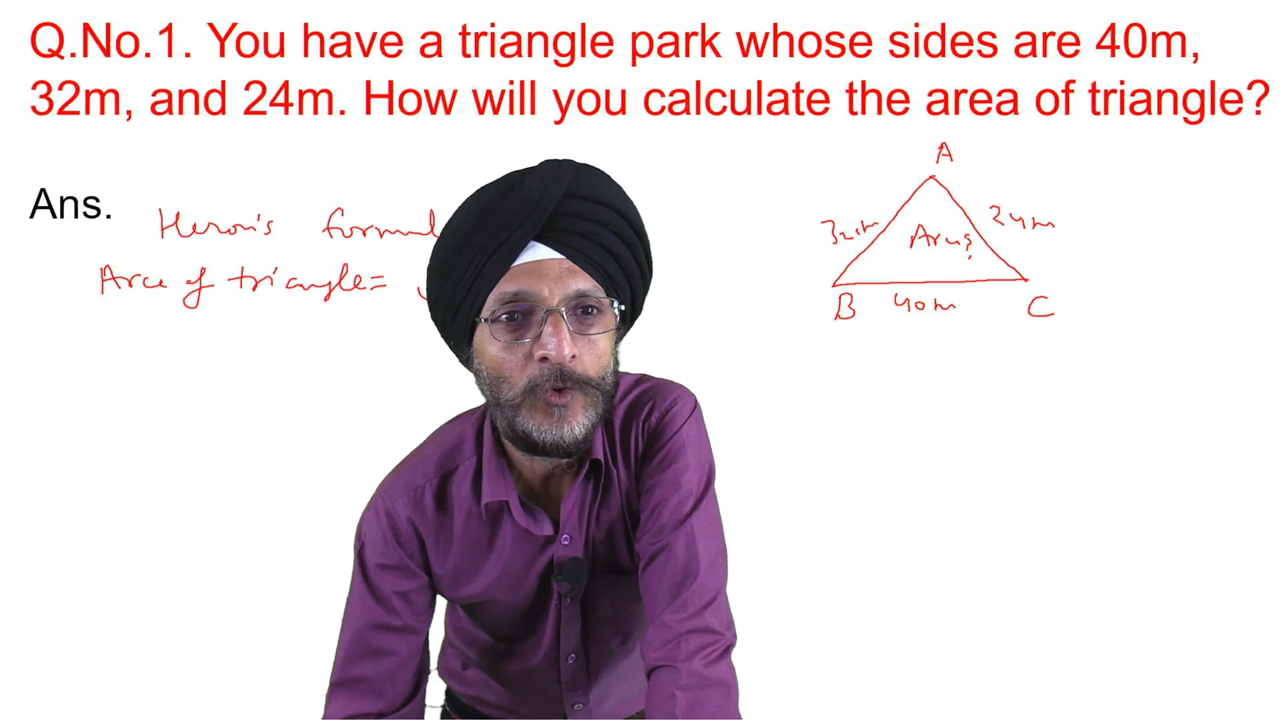 Q.No.1. You have a triangle park whose sides are 40m,
32m, and 24m. How will you calculate the area of triangle?
Ans.
Heron's formul
Area of triangle=
A
32m
24m
Area?
B
40m
C